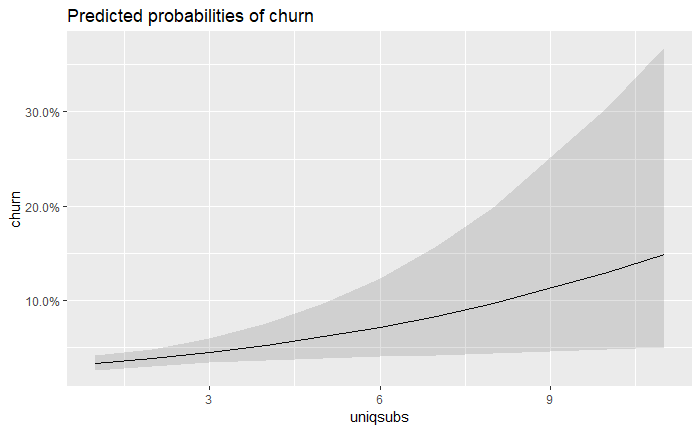 Predicted probabilities of churn
30.0%
20.0%
10.0%
churn
3 6 9
uniqsubs